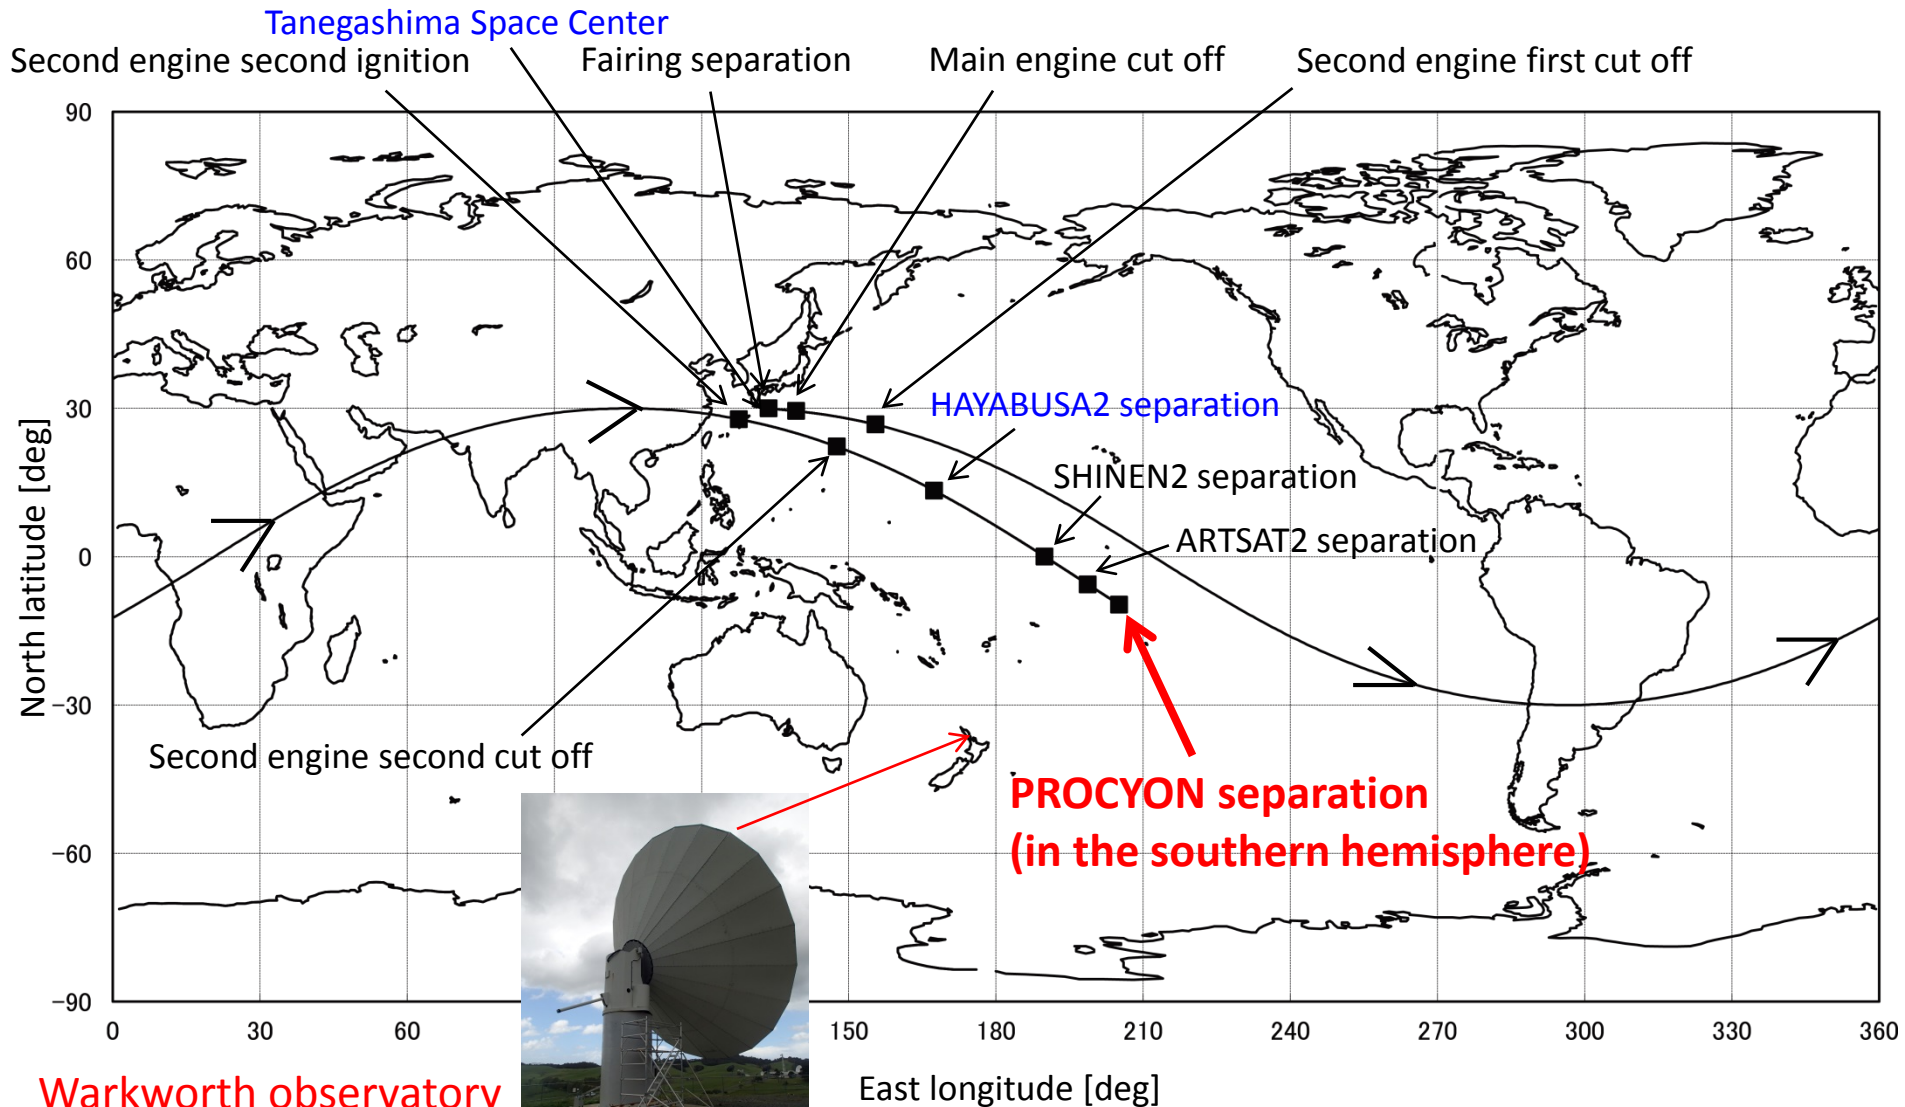 Tanegashima Space Center
Second engine second ignition
Fairing separation
Main engine cut off
Second engine first cut off
90
60
30
0
−30
−60
−90
North latitude [deg]
HAYABUSA2 separation
SHINEN2 separation
ARTSAT2 separation
Second engine second cut off
PROCYON separation
(in the southern hemisphere)
0
30
60
150
180
210
240
270
300
330
360
East longitude [deg]
Warkworth observatory